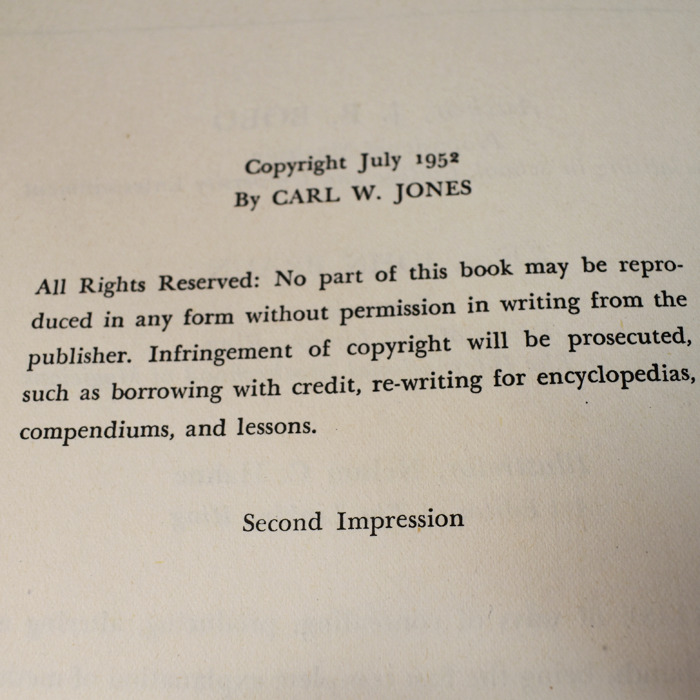 Copyright July 1952
By CARL W. JONES
All Rights Reserved: No part of this book may be repro-
duced in any form without permission in writing from the
publisher. Infringement of copyright will be prosecuted,
such as borrowing with credit, re-writing for encyclopedias,
compendiums, and lessons.
Second Impression